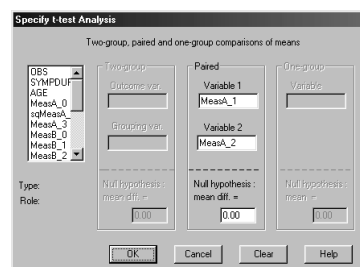 Specify t-test Analysis
Two-group, paired and one-group comparisons of means
OBS
SYMPDUR
AGE
MeasA_0
sqMeasA_
MeasA_3
MeasB_0
MeasB_1
MeasB_2
Type:
Role:
Two-group
Outcome var.
Grouping var.
Null hypothesis :
mean diff. =
0.00
Paired
Variable 1
MeasA_1
Variable 2
MeasA_2
Null hypothesis :
mean diff. =
0.00
One-group
Variable
Null hypothesis :
mean =
0.00
OK
Cancel
Clear
Help